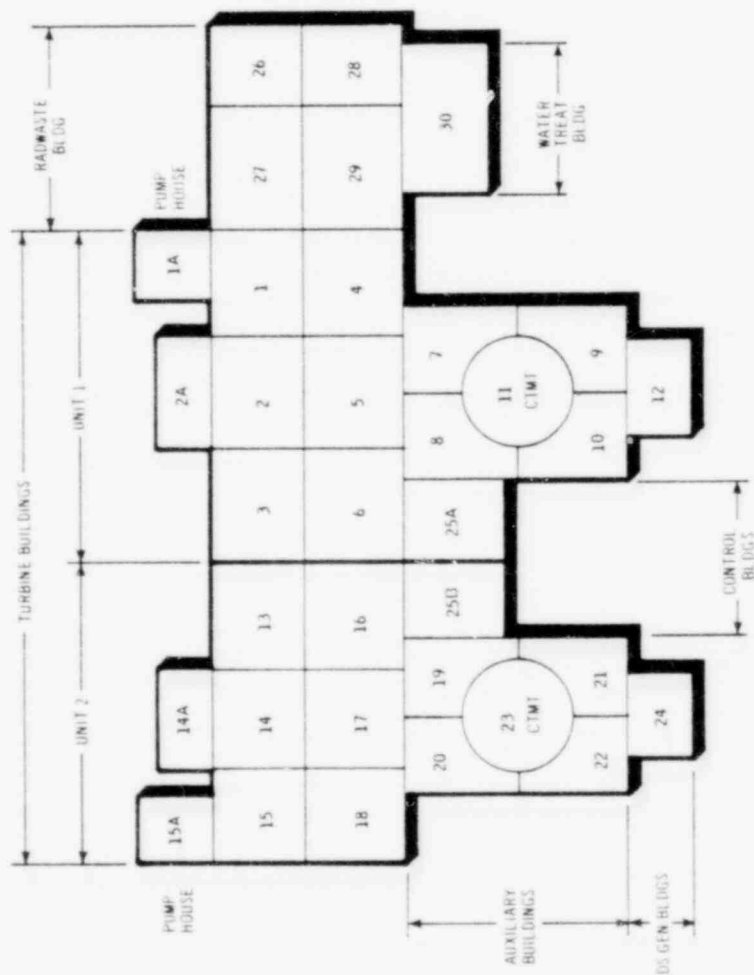 RADWASTE
BLDG
TURBINE BUILDINGS
UNIT 2
UNIT 1
PUMP
HOUSE
PUMP
HOUSE
15A
14A
2A
1A
15
14
13
3
2
1
27
26
18
17
16
6
5
4
29
28
20
19
25B
25A
8
7
30
23
CTMT
11
CTMT
22
21
10
9
24
12
AUXILIARY
BUILDINGS
DS GEN BLDGS
CONTROL
BLDGS
WATER
TREAT
BLDG